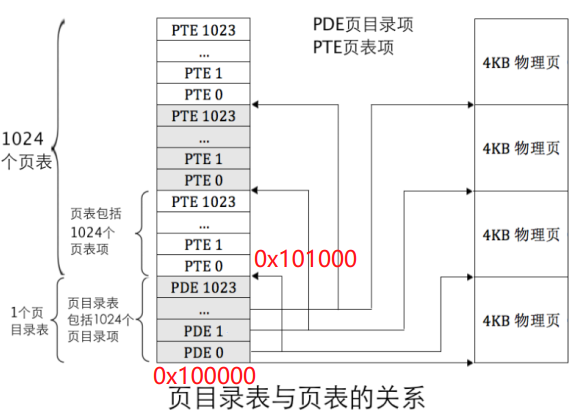 PDE页目录项
PTE页表项
PTE 1023
...
PTE 1
PTE 0
PTE 1023
...
PTE 1
PTE 0
PTE 1023
...
PTE 1
PTE 0
PDE 1023
...
PDE 1
PDE 0
1024
个页表
页表包括
1024个
页表项
1个页
目录表
页目录表
包括1024个
页目录项
0x101000
0x100000
4KB 物理页
4KB 物理页
4KB 物理页
4KB 物理页
页目录表与页表的关系